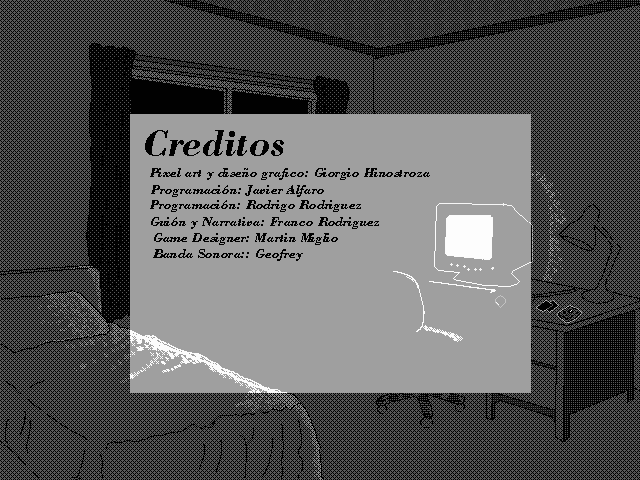 Creditos
Pixel art y diseño grafico: Giorgio Hinostroza
Programación: Javier Alfaro
Programación: Rodrigo Rodriguez
Guión y Narrativa: Franco Rodriguez
Game Designer: Martin Miglio
Banda Sonora:: Geofrey